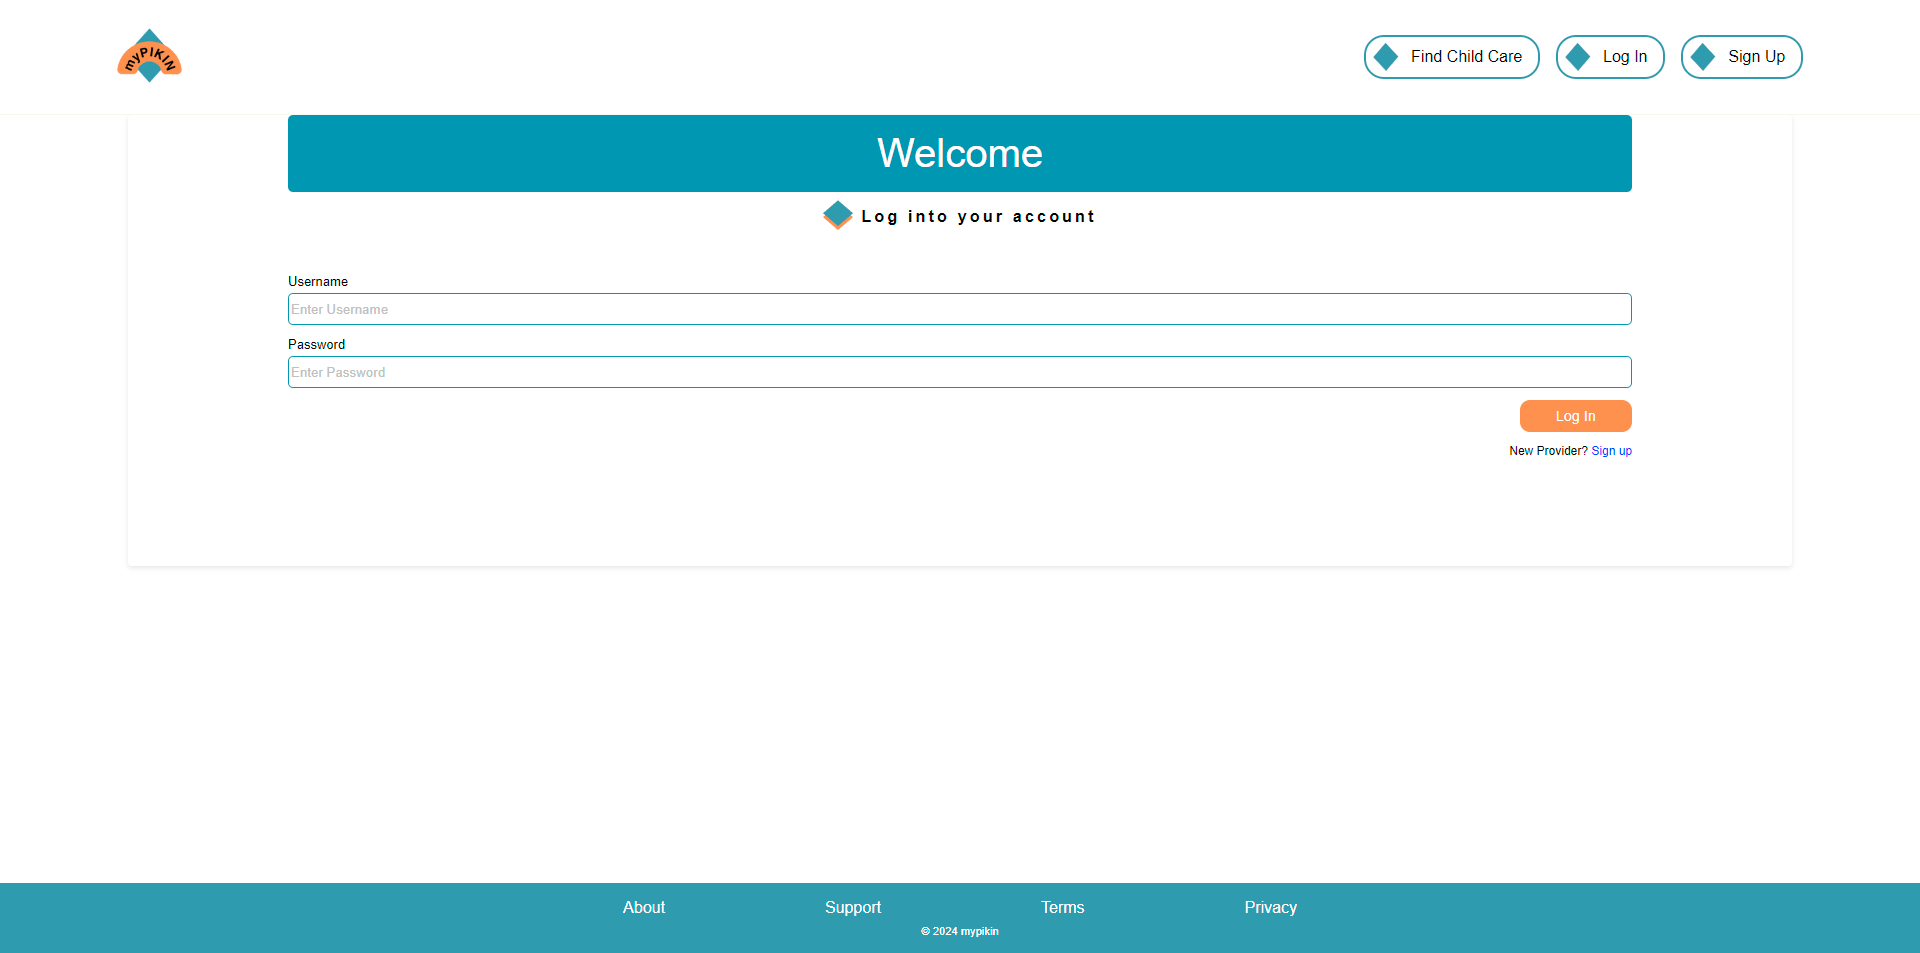 myPIKIN
Find Child Care
Log In
Sign Up
Welcome
Log into your account
Username
Enter Username
Password
Enter Password
Log In
New Provider? Sign up
About
Support
Terms
Privacy
© 2024 mypikin